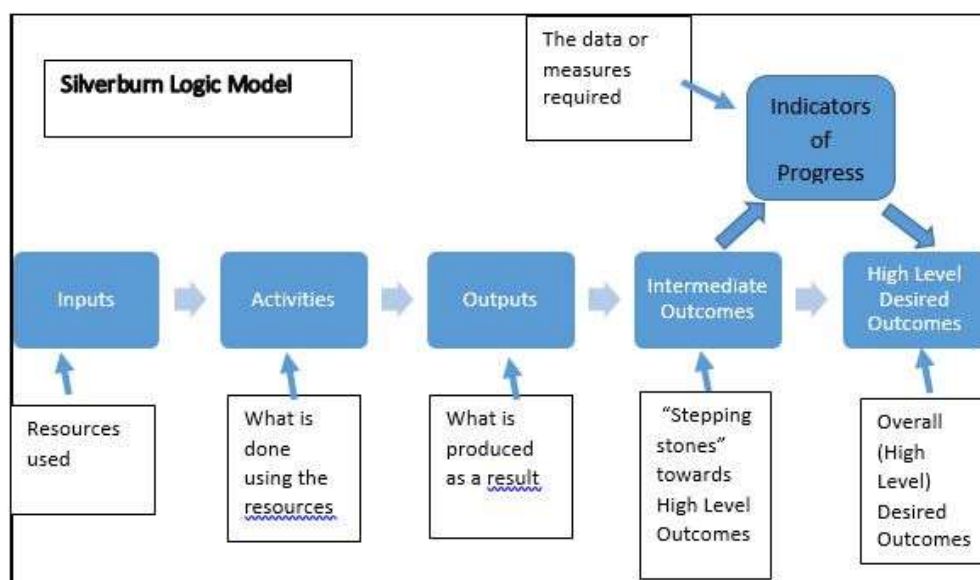 Silverburn Logic Model
The data or
measures
required
Indicators
of
Progress
Inputs
Activities
Outputs
Intermediate
Outcomes
High Level
Desired
Outcomes
Resources
used
What is
done
using the
resources
What is
produced
as a result
“Stepping
stones”
towards
High Level
Outcomes
Overall
(High
Level)
Desired
Outcomes